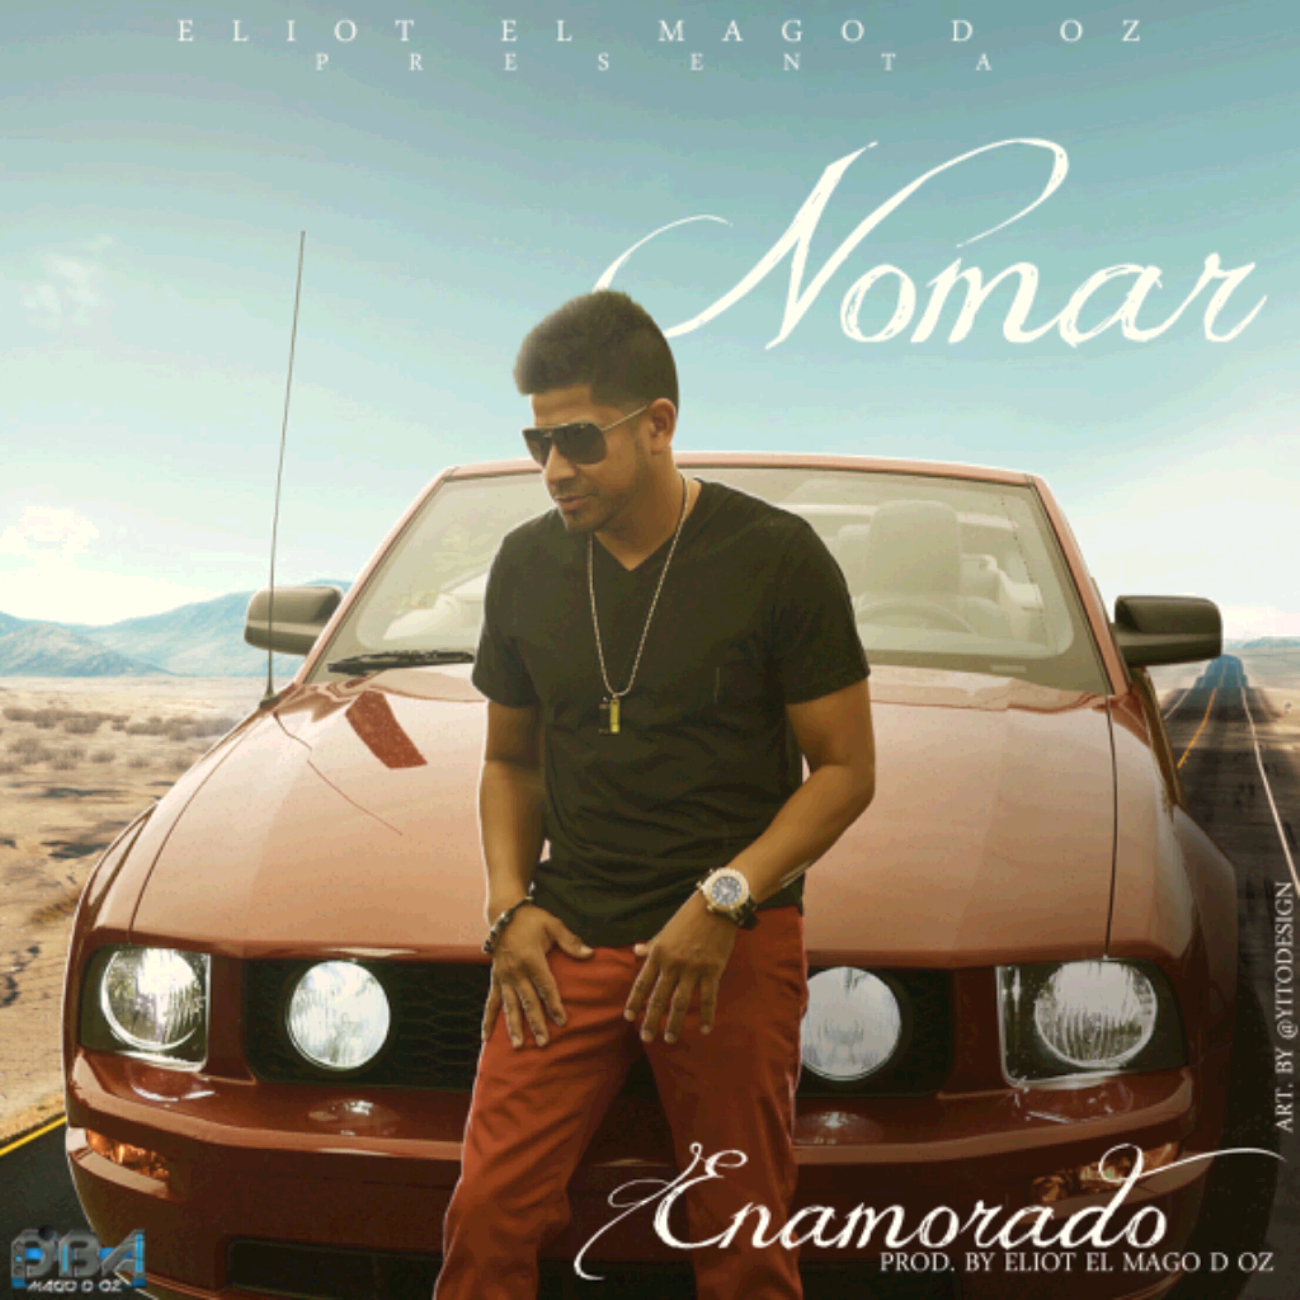 ELIOT EL MAGO D OZ
PRESENTA
Nomar
ART. BY @YITODESIGN
Enamorado
PROD. BY ELIOT EL MAGO D OZ
MAGO D OZ